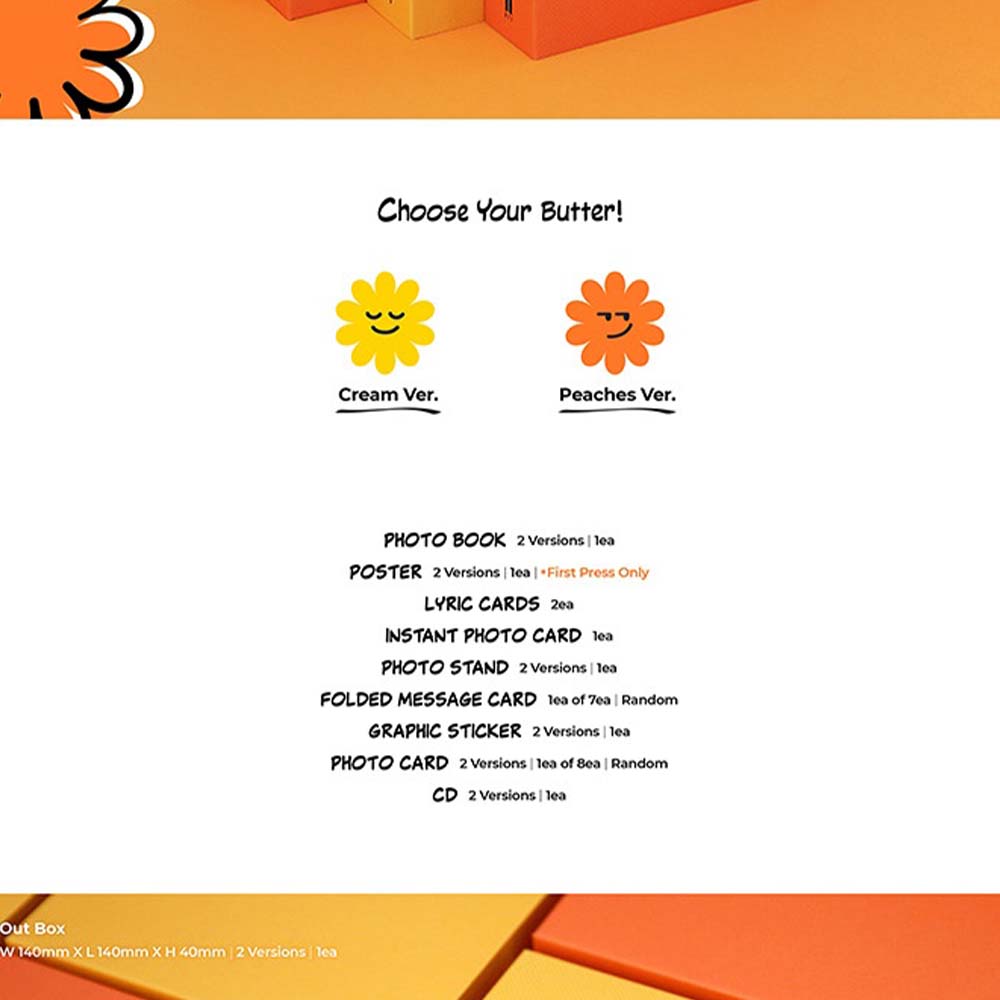 Choose Your Butter!
Cream Ver.
Peaches Ver.
PHOTO BOOK 2 Versions | 1ea
POSTER 2 Versions | 1ea | *First Press Only
LYRIC CARDS 2ea
INSTANT PHOTO CARD 1ea
PHOTO STAND 2 Versions | 1ea
FOLDED MESSAGE CARD 1ea of 7ea | Random
GRAPHIC STICKER 2 Versions | 1ea
PHOTO CARD 2 Versions | 1ea of 8ea | Random
CD 2 Versions | 1ea
Out Box
W 140mm X L 140mm X H 40mm | 2 Versions | 1ea